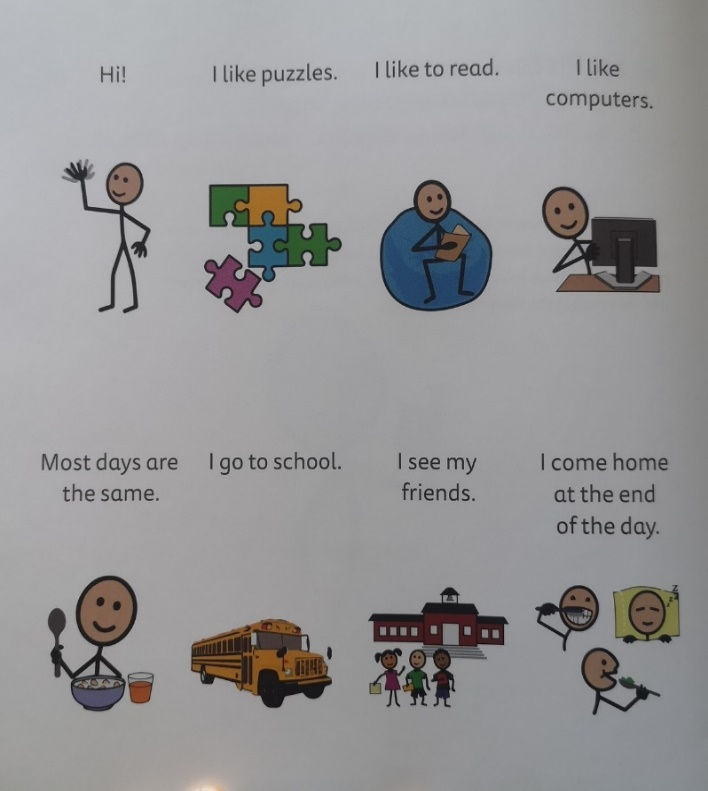 Hi!
I like puzzles.
I like to read.
I like
computers.
Most days are
the same.
I go to school.
I see my
friends.
I come home
at the end
of the day.
z
z
z